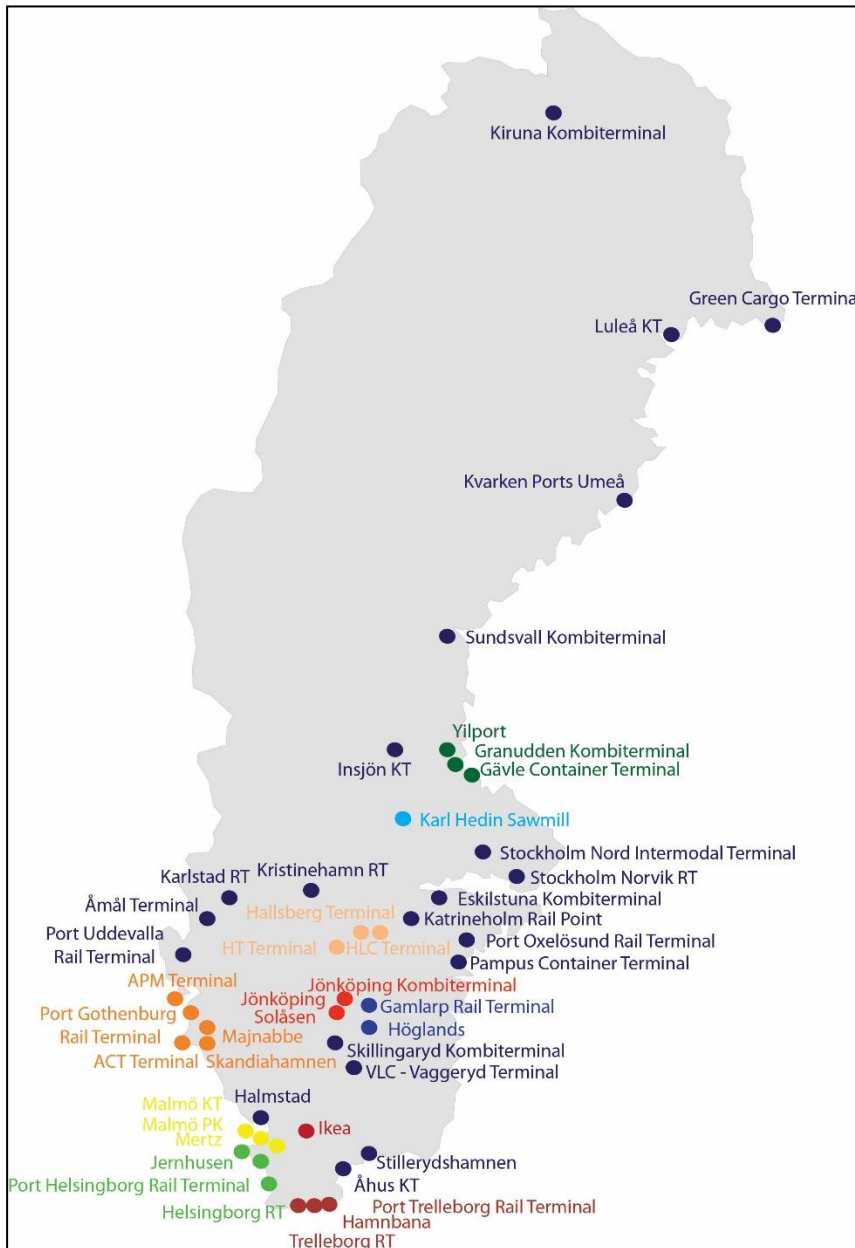 Kiruna Kombiterminal
Green Cargo Termina
Luleå KT
Kvarken Ports Umeå
Sundsvall Kombiterminal
Yilport
Granudden Kombiterminal
Insjön KT
Gävle Container Terminal
Karl Hedin Sawmill
Stockholm Nord Intermodal Terminal
Karlstad RT
Kristinehamn RT
Stockholm Norvik RT
Åmål Terminal
Eskilstuna Kombiterminal
Hallsberg Terminal
Katrineholm Rail Point
Port Uddevalla
Rail Terminal
HT Terminal
HLC Terminal
Port Oxelösund Rail Terminal
Pampus Container Terminal
APM Terminal
Jönköping Kombiterminal
Jönköping
Solåsen
Gamlarp Rail Terminal
Port Gothenburg
Rail Terminal
Majnabbe
Höglands
ACT Terminal
Skandiahamnen
Skillingaryd Kombiterminal
VLC - Vaggeryd Terminal
Halmstad
Malmö KT
Malmö PK
Mertz
Ikea
Jernhusen
Stillerydshamnen
Port Helsingborg Rail Terminal
Åhus KT
Helsingborg RT
Port Trelleborg Rail Terminal
Hamnbana
Trelleborg RT